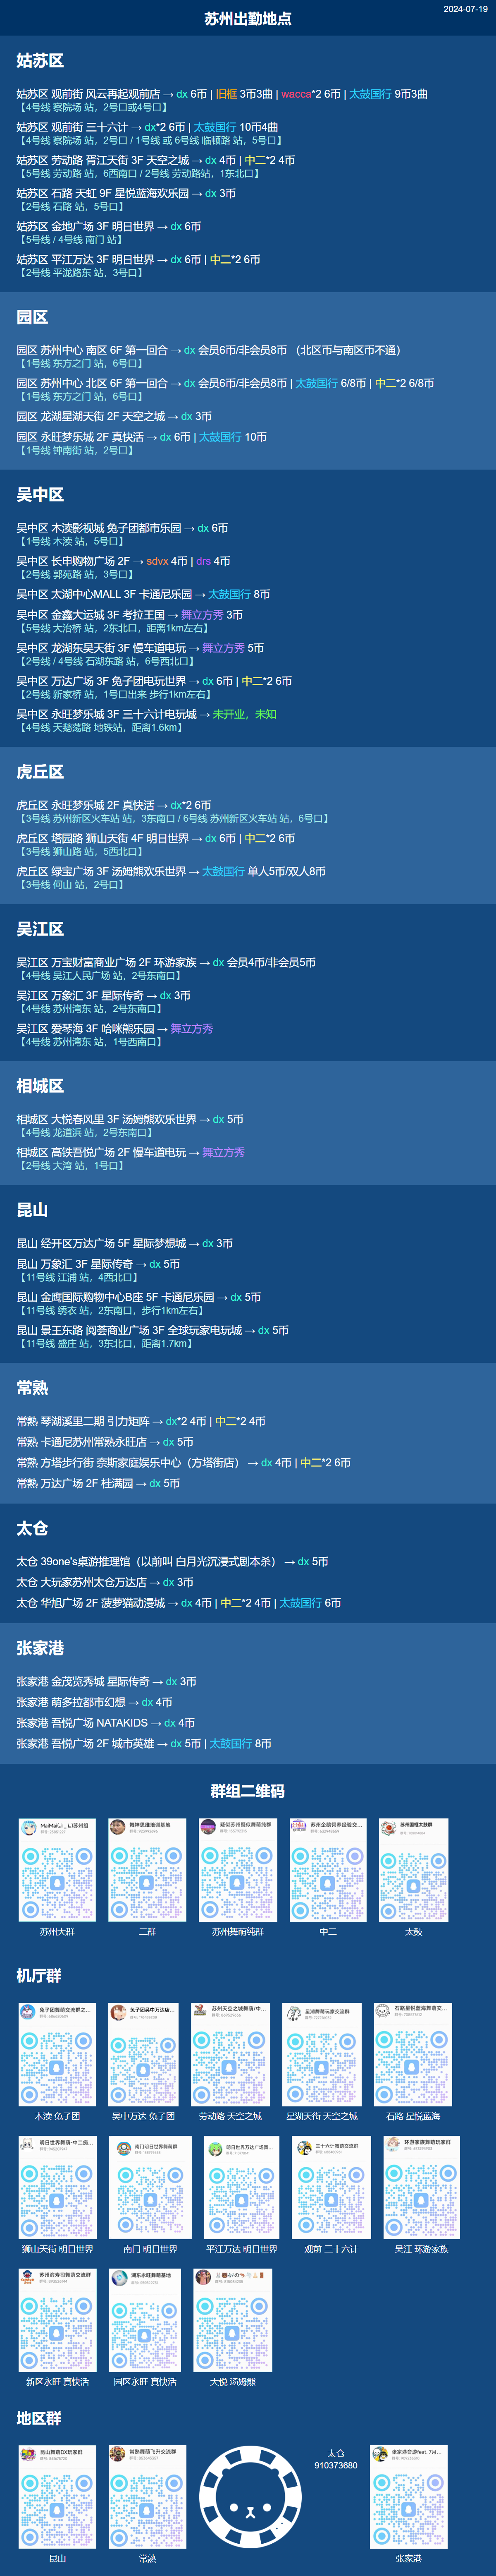 2024-07-19
苏州出勤地点
姑苏区
姑苏区 观前街 风云再起观前店 → dx 6币 | 旧框 3币3曲 | wacca*2 6币 | 太鼓国行 9币3曲
【4号线 察院场 站，2号口或4号口】
姑苏区 观前街 三十六计 → dx*2 6币 | 太鼓国行 10币4曲
【4号线 察院场 站，2号口 / 1号线 或 6号线 临顿路 站，5号口】
姑苏区 劳动路 胥江天街 3F 天空之城 → dx 4币 | 中二*2 4币
【5号线 劳动路 站，6西南口 / 2号线 劳动路站，1东北口】
姑苏区 石路 天虹 9F 星悦蓝海欢乐园 → dx 3币
【2号线 石路 站，5号口】
姑苏区 金地广场 3F 明日世界 → dx 6币
【5号线 / 4号线 南门 站】
姑苏区 平江万达 3F 明日世界 → dx 6币 | 中二*2 6币
【2号线 平泷路东 站，3号口】
园区
园区 苏州中心 南区 6F 第一回合 → dx 会员6币/非会员8币 （北区币与南区币不通）
【1号线 东方之门 站，6号口】
园区 苏州中心 北区 6F 第一回合 → dx 会员6币/非会员8币 | 太鼓国行 6/8币 | 中二*2 6/8币
【1号线 东方之门 站，6号口】
园区 龙湖星湖天街 2F 天空之城 → dx 3币
园区 永旺梦乐城 2F 真快活 → dx 6币 | 太鼓国行 10币
【1号线 钟南街 站，2号口】
吴中区
吴中区 木渎影视城 兔子团都市乐园 → dx 6币
【1号线 木渎 站，5号口】
吴中区 长申购物广场 2F → sdvx 4币 | drs 4币
【2号线 郭苑路 站，3号口】
吴中区 太湖中心MALL 3F 卡通尼乐园 → 太鼓国行 8币
吴中区 金鑫大运城 3F 考拉王国 → 舞立方秀 3币
【5号线 大治桥 站，2东北口，距离1km左右】
吴中区 龙湖东吴天街 3F 慢车道电玩 → 舞立方秀 5币
【2号线 / 4号线 石湖东路 站，6号西北口】
吴中区 万达广场 3F 兔子团电玩世界 → dx 6币 | 中二*2 6币
【2号线 新家桥 站，1号口出来 步行1km左右】
吴中区 永旺梦乐城 3F 三十六计电玩城 → 未开业，未知
【4号线 天鹅荡路 地铁站，距离1.6km】
虎丘区
虎丘区 永旺梦乐城 2F 真快活 → dx*2 6币
【3号线 苏州新区火车站 站，3东南口 / 6号线 苏州新区火车站 站，6号口】
虎丘区 塔园路 狮山天街 4F 明日世界 → dx 6币 | 中二*2 6币
【3号线 狮山路 站，5西北口】
虎丘区 绿宝广场 3F 汤姆熊欢乐世界 → 太鼓国行 单人5币/双人8币
【3号线 何山 站，2号口】
吴江区
吴江区 万宝财富商业广场 2F 环游家族 → dx 会员4币/非会员5币
【4号线 吴江人民广场 站，2号东南口】
吴江区 万象汇 3F 星际传奇 → dx 3币
【4号线 苏州湾东 站，2号东南口】
吴江区 爱琴海 3F 哈咪熊乐园 → 舞立方秀
【4号线 苏州湾东 站，1号西南口】
相城区
相城区 大悦春风里 3F 汤姆熊欢乐世界 → dx 5币
【4号线 龙道浜 站，2号东南口】
相城区 高铁吾悦广场 2F 慢车道电玩 → 舞立方秀
【2号线 大湾 站，1号口】
昆山
昆山 经开区万达广场 5F 星际梦想城 → dx 3币
昆山 万象汇 3F 星际传奇 → dx 5币
【11号线 江浦 站，4西北口】
昆山 金鹰国际购物中心B座 5F 卡通尼乐园 → dx 5币
【11号线 绣衣 站，2东南口，步行1km左右】
昆山 景王东路 阅荟商业广场 3F 全球玩家电玩城 → dx 5币
【11号线 盛庄 站，3东北口，距离1.7km】
常熟
常熟 琴湖溪里二期 引力矩阵 → dx*2 4币 | 中二*2 4币
常熟 卡通尼苏州常熟永旺店 → dx 5币
常熟 方塔步行街 奈斯家庭娱乐中心（方塔街店） → dx 4币 | 中二*2 6币
常熟 万达广场 2F 桂满园 → dx 5币
太仓
太仓 39one's桌游推理馆（以前叫 白月光沉浸式剧本杀） → dx 5币
太仓 大玩家苏州太仓万达店 → dx 3币
太仓 华旭广场 2F 菠萝猫动漫城 → dx 4币 | 中二*2 4币 | 太鼓国行 6币
张家港
张家港 金茂览秀城 星际传奇 → dx 3币
张家港 萌多拉都市幻想 → dx 4币
张家港 吾悦广场 NATAKIDS → dx 4币
张家港 吾悦广场 2F 城市英雄 → dx 5币 | 太鼓国行 8币
群组二维码
苏州大群
二群
苏州舞萌纯群
中二
太鼓
机厅群
木渎 兔子团
吴中万达 兔子团
劳动路 天空之城
星湖天街 天空之城
石路 星悦蓝海
狮山天街 明日世界
南门 明日世界
平江万达 明日世界
观前 三十六计
吴江 环游家族
新区永旺 真快活
园区永旺 真快活
大悦 汤姆熊
地区群
太仓
910373680
昆山
常熟
张家港